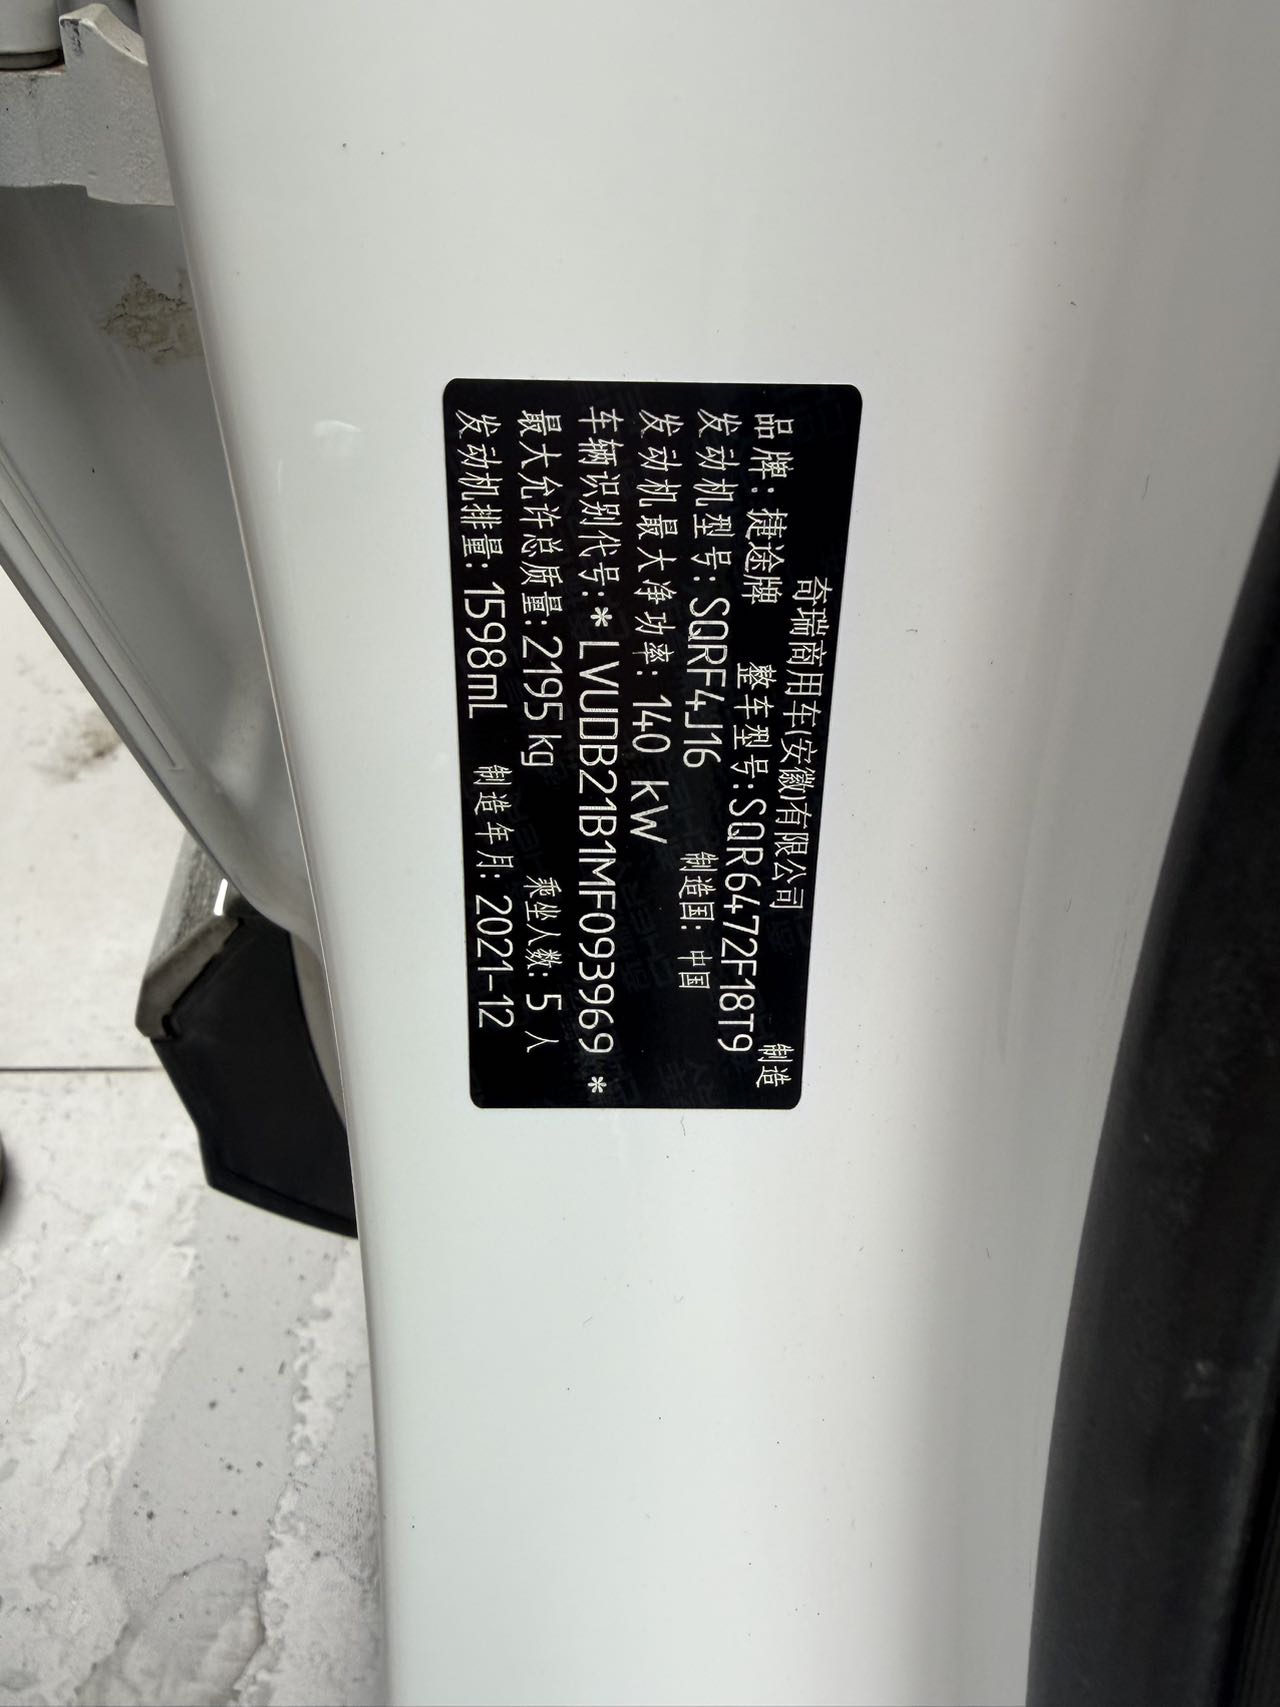 奇瑞商用车(安徽)有限公司 制造
品牌:捷途牌 整车型号:SQR6472F18T9
发动机型号:SQRF4J16 制造国:中国
发动机最大净功率:140 kW
车辆识别代号:*LVUDB21B1MF093969*
最大允许总质量:2195 kg 乘坐人数:5 人
发动机排量:1598mL 制造年月:2021-12